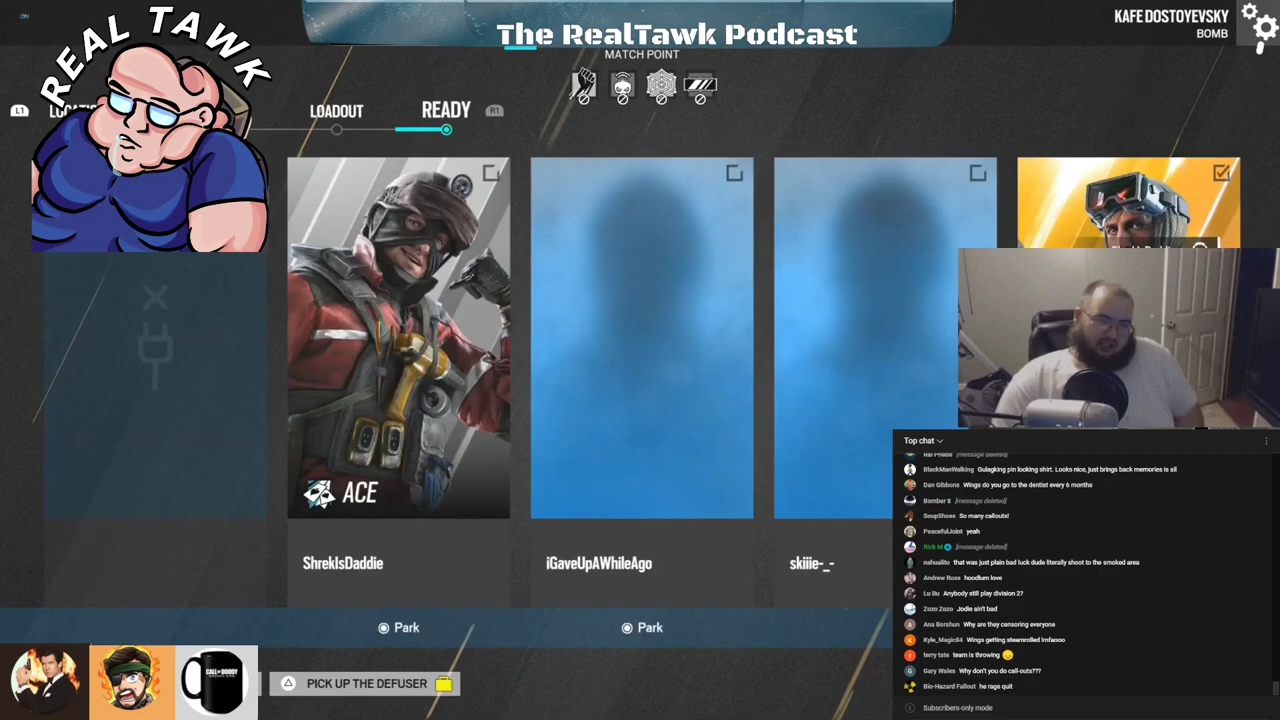 REAL TAWK
The RealTawk Podcast
KAFE DOSTOYEVSKY
BOMB
MATCH POINT
L1
LOADOUT
READY
R1
ACE
ShrekIsDaddie
iGaveUpAWhileAgo
skiiie-_-
Park
Park
PICK UP THE DEFUSER
Top chat
[message deleted]
BlackManWalking Gulagking pin looking shirt. Looks nice, just brings back memories is all
Dan Gibbons Wings do you go to the dentist every 6 months
Bomber 8 [message deleted]
SoupShoes So many callouts!
PeacefulJoint yeah
Rick M [message deleted]
nahualito that was just plain bad luck dude literally shoot to the smoked area
Andrew Ross hoodlum love
Lu Bu Anybody still play division 2?
Zozo Zozo Jodie ain't bad
Ana Borshun Why are they censoring everyone
Kyle_Magic84 Wings getting steamrolled lmfaooo
terry tate team is throwing
Gary Wales Why don't you do call-outs???
Bio-Hazard Fallout he rage quit
Subscribers-only mode